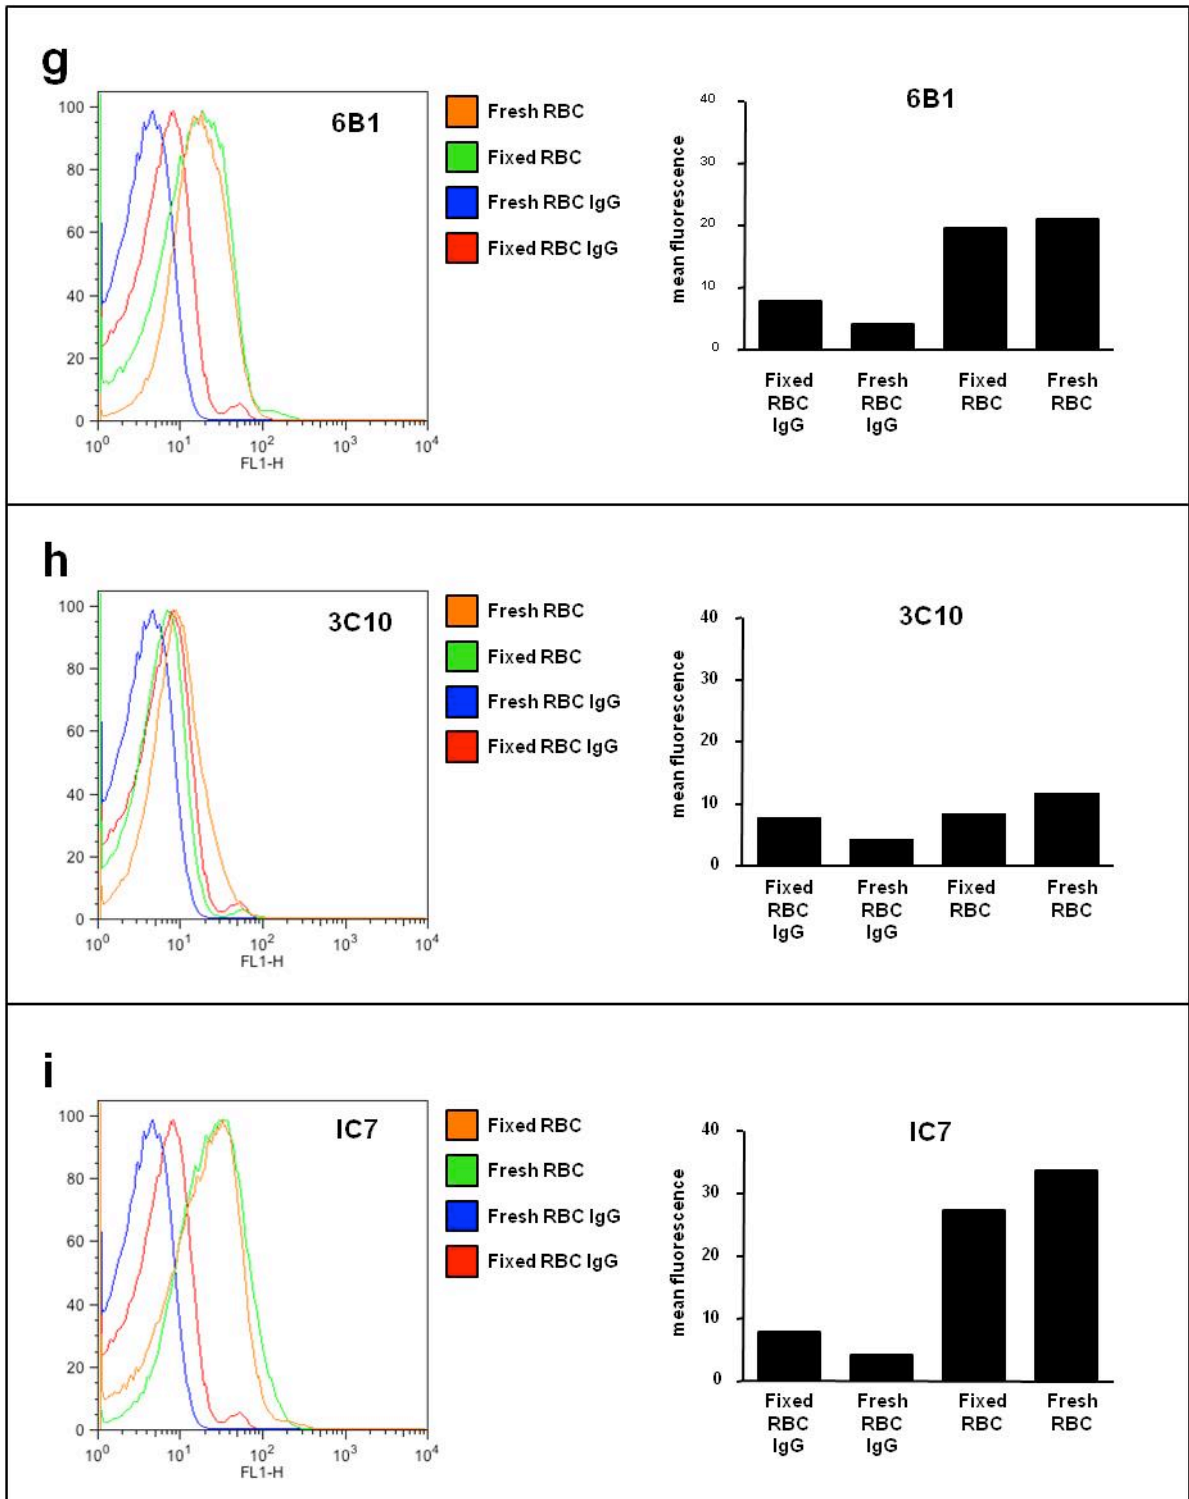 g
6B1
100
80
60
40
20
0
10^0 10^1 10^2 10^3 10^4
FL1-H
Fresh RBC
Fixed RBC
Fresh RBC IgG
Fixed RBC IgG
6B1
mean fluorescence
40
30
20
10
0
Fixed RBC IgG
Fresh RBC IgG
Fixed RBC
Fresh RBC
h
3C10
100
80
60
40
20
0
10^0 10^1 10^2 10^3 10^4
FL1-H
Fresh RBC
Fixed RBC
Fresh RBC IgG
Fixed RBC IgG
3C10
mean fluorescence
40
30
20
10
0
Fixed RBC IgG
Fresh RBC IgG
Fixed RBC
Fresh RBC
i
IC7
100
80
60
40
20
0
10^0 10^1 10^2 10^3 10^4
FL1-H
Fixed RBC
Fresh RBC
Fresh RBC IgG
Fixed RBC IgG
IC7
mean fluorescence
40
30
20
10
0
Fixed RBC IgG
Fresh RBC IgG
Fixed RBC
Fresh RBC